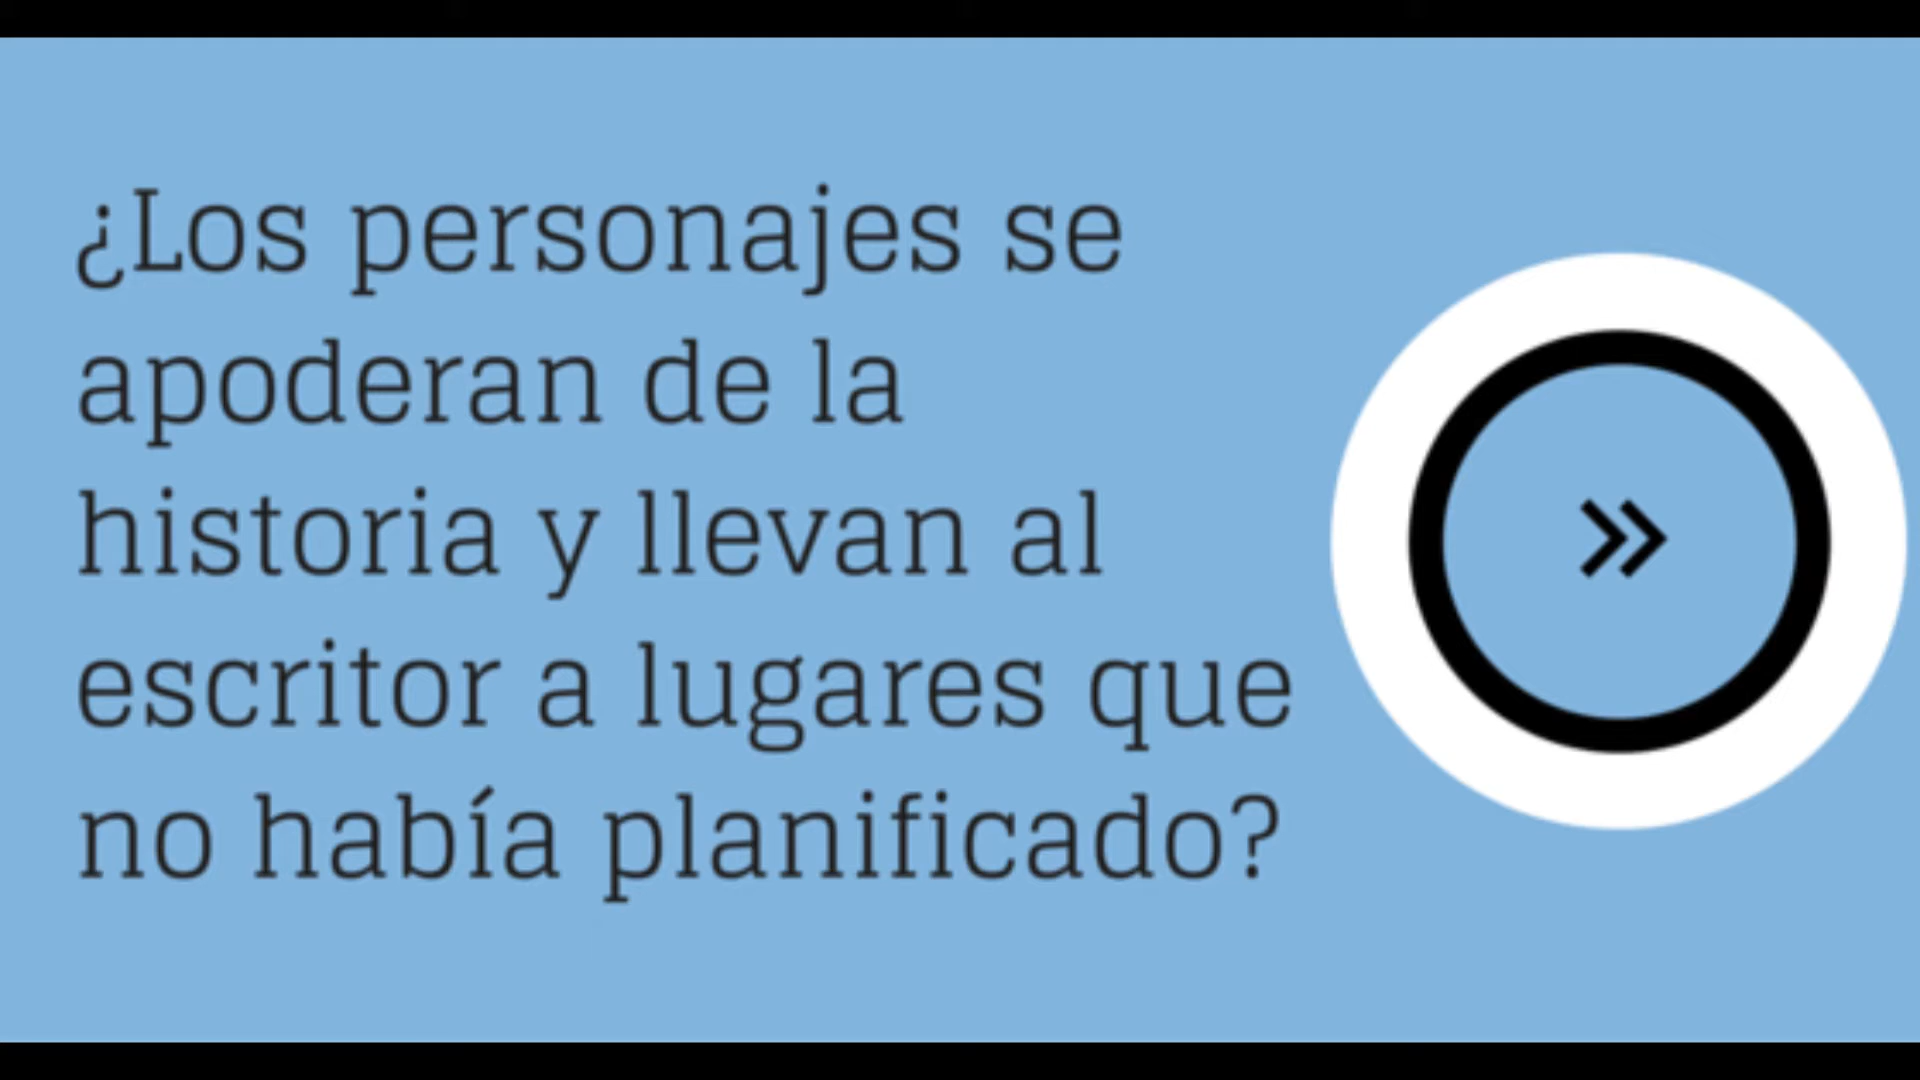 ¿Los personajes se
apoderan de la
historia y llevan al
escritor a lugares que
no había planificado?